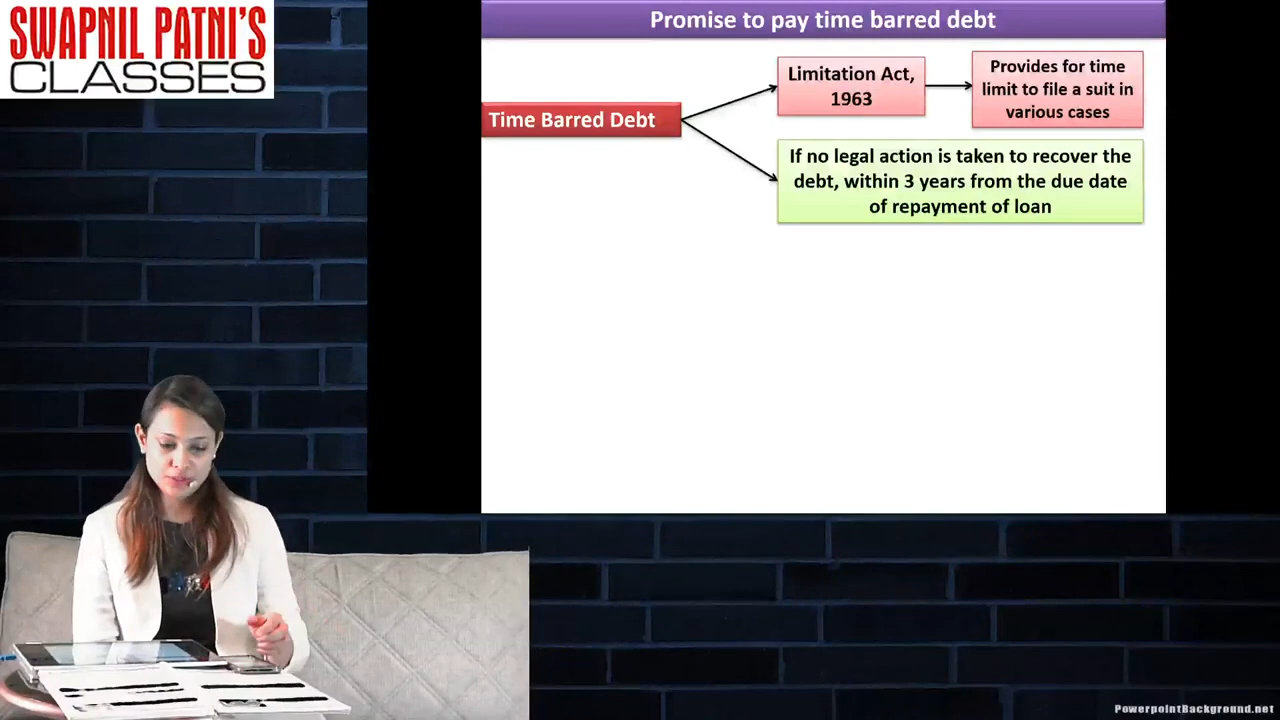 SWAPNIL PATNI'S
CLASSES
Promise to pay time barred debt
Time Barred Debt
Limitation Act,
1963
Provides for time
limit to file a suit in
various cases
If no legal action is taken to recover the
debt, within 3 years from the due date
of repayment of loan
PowerpointBackground.net